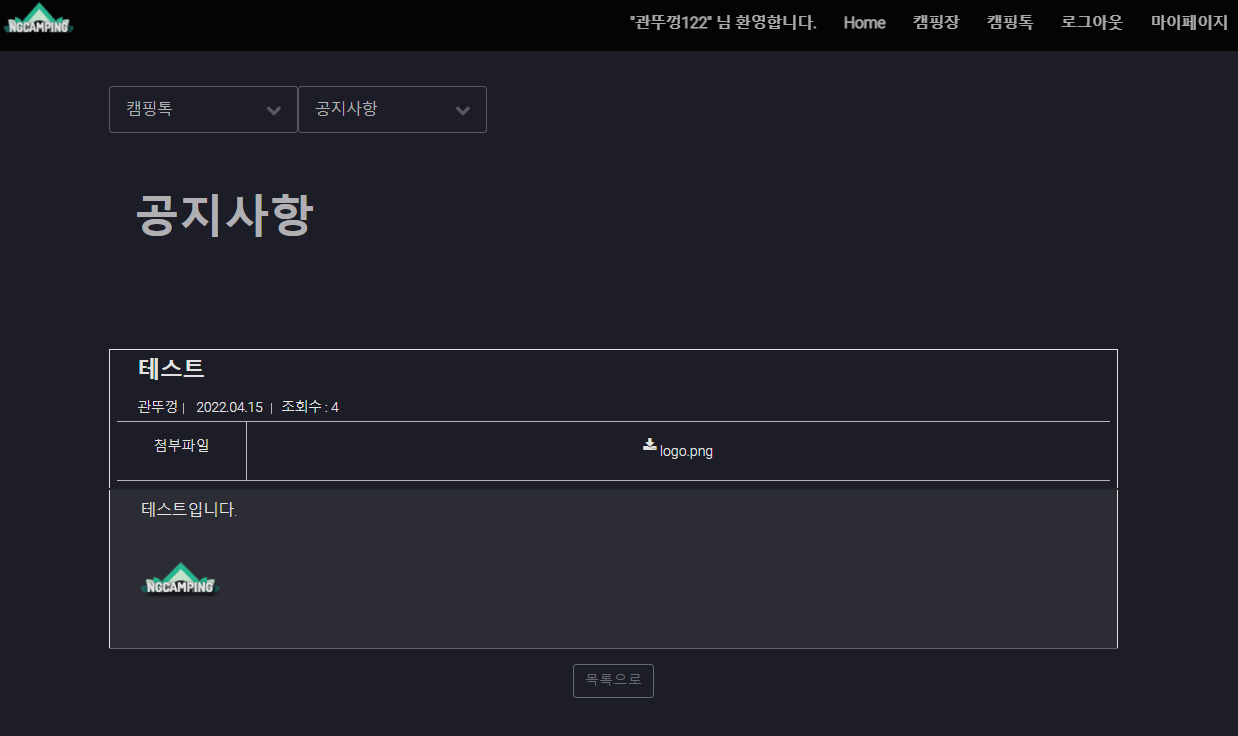 NGCAMPING
"관뚜껑122" 님 환영합니다. Home 캠핑장 캠핑톡 로그아웃 마이페이지
캠핑톡 공지사항
공지사항
테스트
관뚜껑 | 2022.04.15 | 조회수 : 4
첨부파일 logo.png
테스트입니다.
NGCAMPING
목록으로